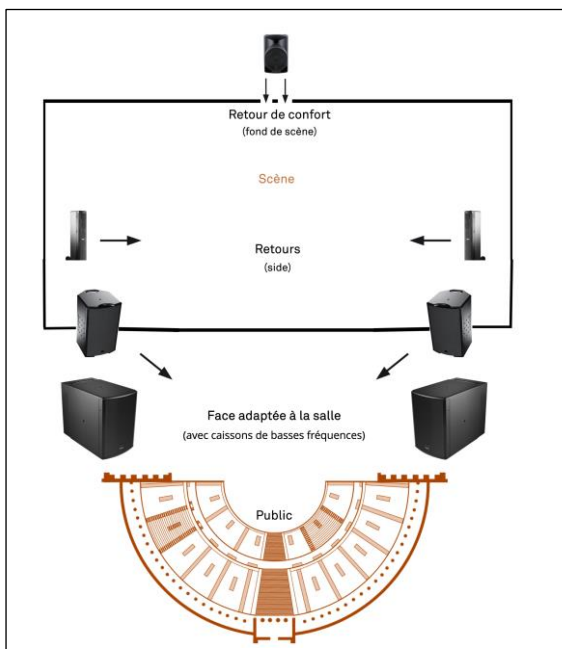 Retour de confort
(fond de scène)
Scène
Retours
(side)
Face adaptée à la salle
(avec caissons de basses fréquences)
Public